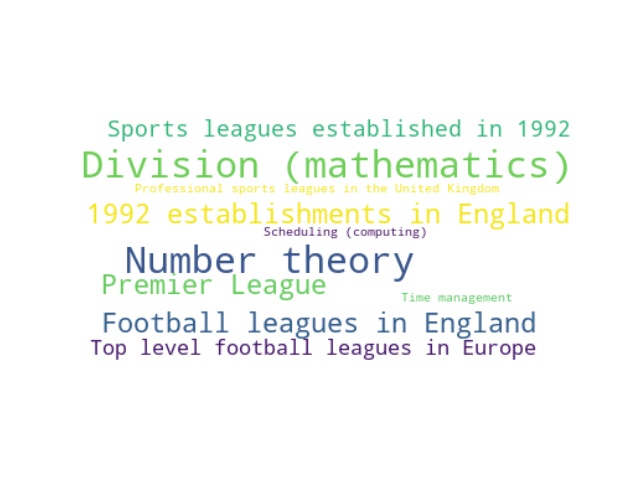 Sports leagues established in 1992
Division (mathematics)
Professional sports leagues in the United Kingdom
1992 establishments in England
Scheduling (computing)
Number theory
Premier League
Time management
Football leagues in England
Top level football leagues in Europe